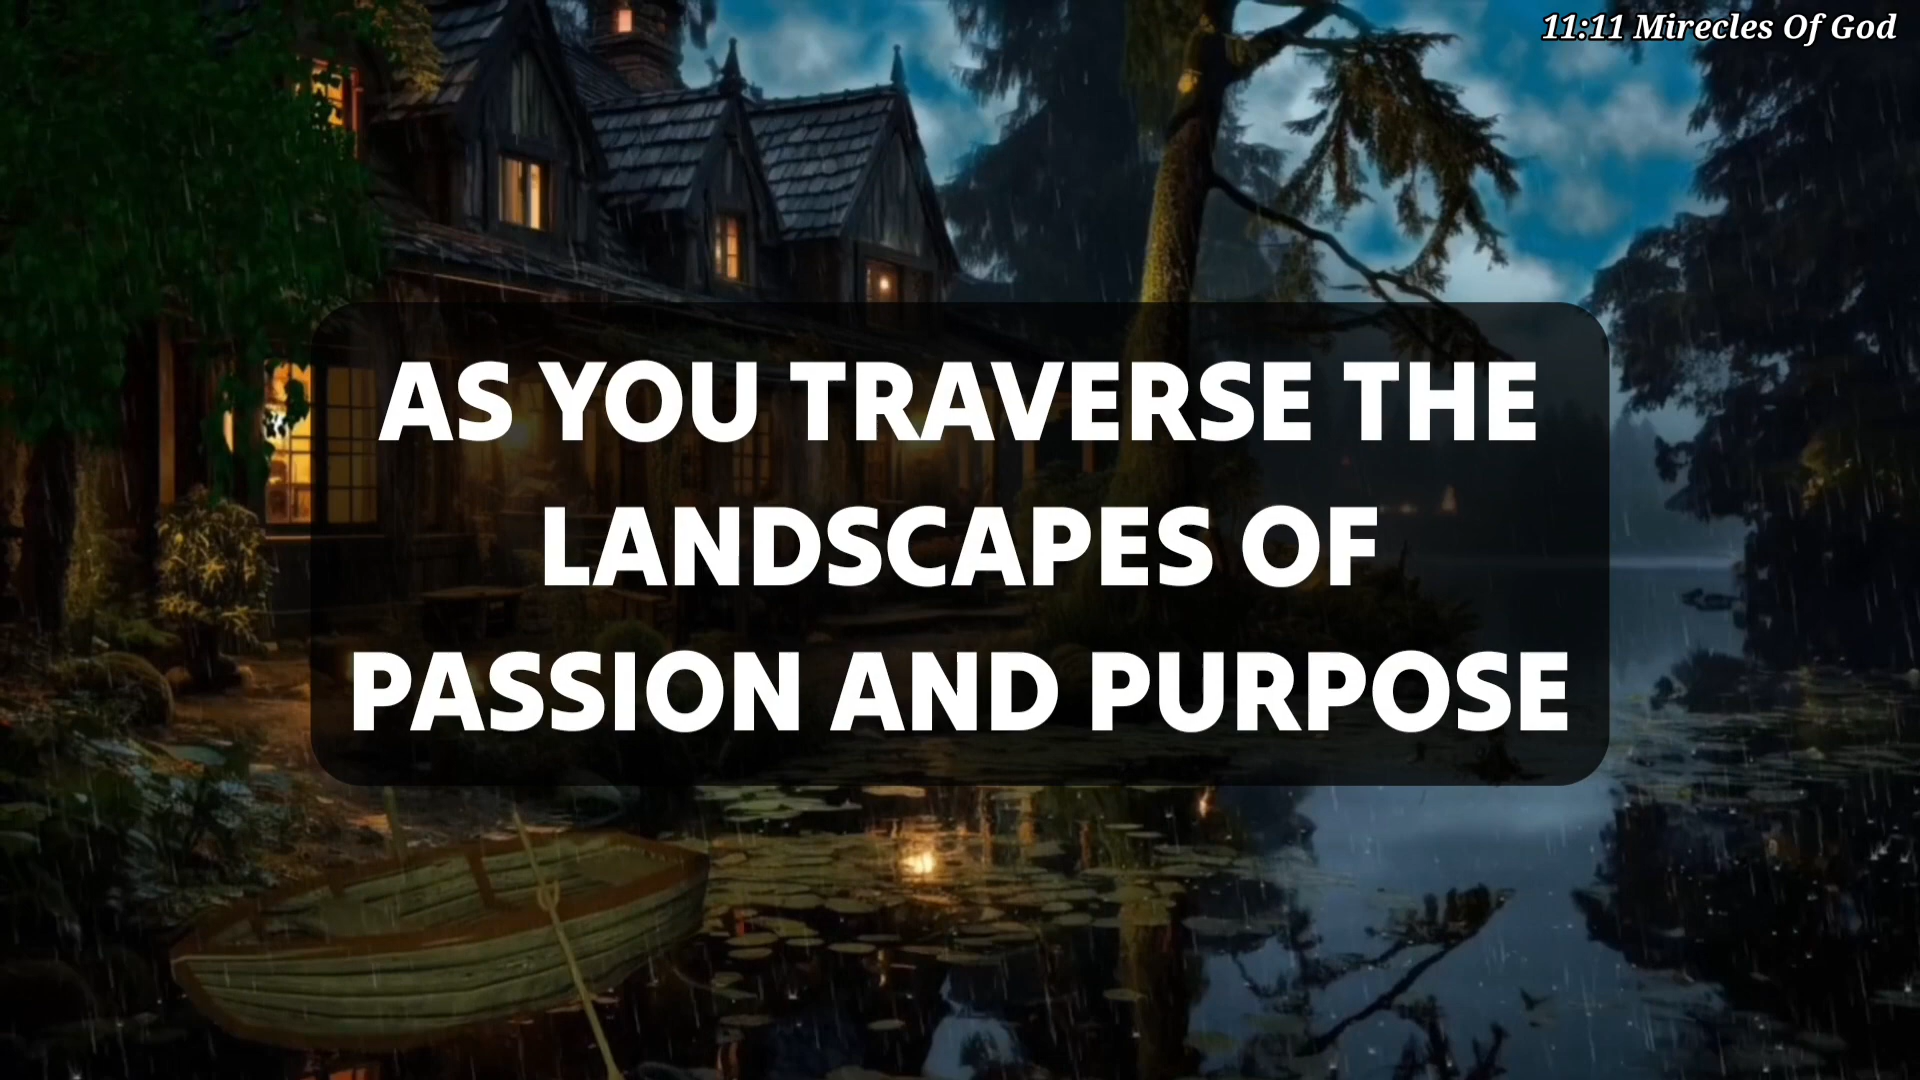 11:11 Mirecles Of God
AS YOU TRAVERSE THE
LANDSCAPES OF
PASSION AND PURPOSE